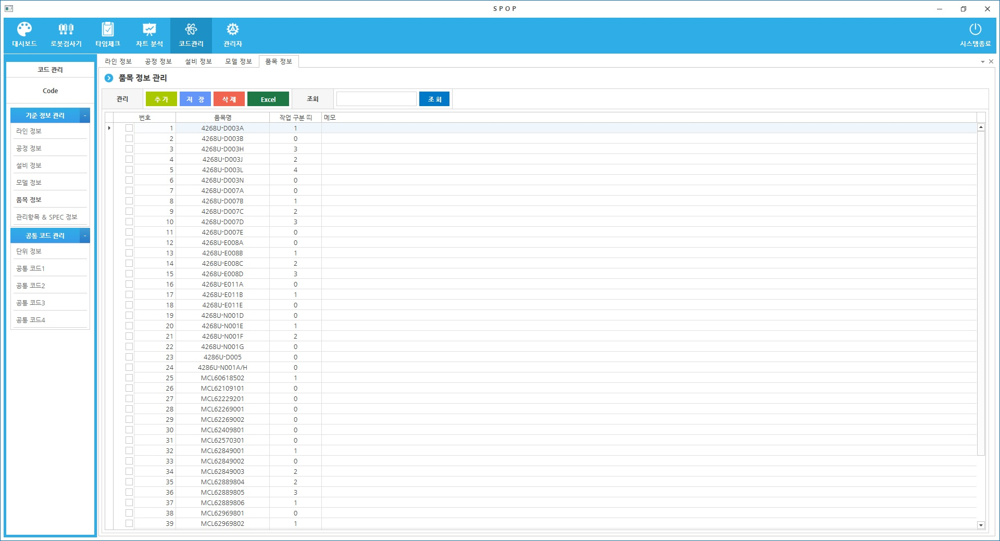 SPOP
대시보드 로봇검사기 타임체크 차트 분석 코드관리 관리자 시스템종료
코드 관리
Code
기준 정보 관리 -
라인 정보
공정 정보
설비 정보
모델 정보
품목 정보
관리항목 & SPEC 정보
공통 코드 관리 -
단위 정보
공통 코드1
공통 코드2
공통 코드3
공통 코드4
라인 정보 공정 정보 설비 정보 모델 정보 품목 정보
품목 정보 관리
관리 추 가 저 장 삭 제 Excel 조회 조 회
번호 품목명 작업 구분 띠 메모
1 4268U-D003A 1
2 4268U-D003B 0
3 4268U-D003H 3
4 4268U-D003J 2
5 4268U-D003L 4
6 4268U-D003N 0
7 4268U-D007A 0
8 4268U-D007B 1
9 4268U-D007C 2
10 4268U-D007D 3
11 4268U-D007E 0
12 4268U-E008A 0
13 4268U-E008B 1
14 4268U-E008C 2
15 4268U-E008D 3
16 4268U-E011A 0
17 4268U-E011B 1
18 4268U-E011E 0
19 4268U-N001D 0
20 4268U-N001E 1
21 4268U-N001F 2
22 4268U-N001G 0
23 4286U-D005 0
24 4286U-N001A/H 0
25 MCL60618502 1
26 MCL62109101 0
27 MCL62229201 0
28 MCL62269001 0
29 MCL62269002 0
30 MCL62409801 0
31 MCL62570301 0
32 MCL62849001 1
33 MCL62849002 0
34 MCL62849003 2
35 MCL62889804 2
36 MCL62889805 3
37 MCL62889806 1
38 MCL62969801 0
39 MCL62969802 1